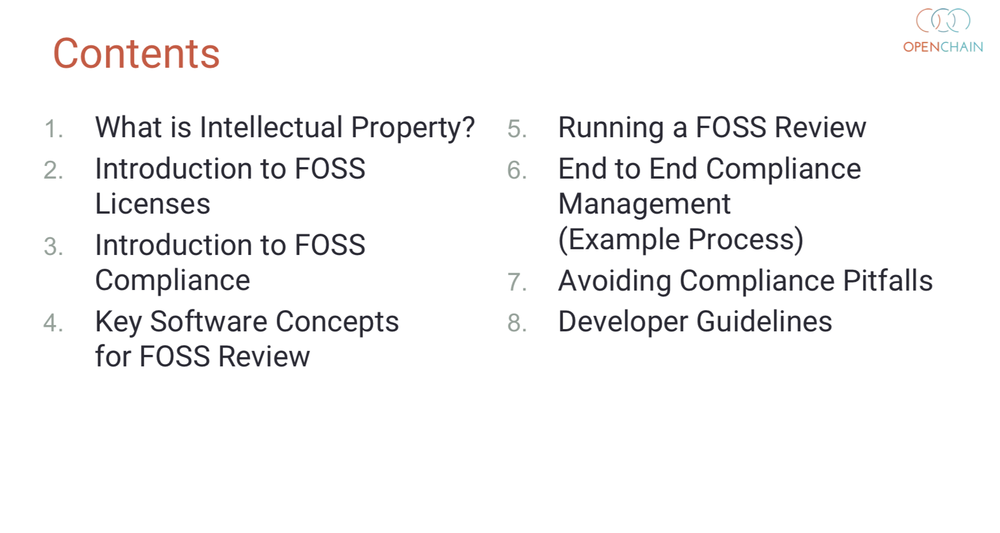 Contents
OPENCHAIN
1. What is Intellectual Property?
2. Introduction to FOSS
Licenses
3. Introduction to FOSS
Compliance
4. Key Software Concepts
for FOSS Review
5. Running a FOSS Review
6. End to End Compliance
Management
(Example Process)
7. Avoiding Compliance Pitfalls
8. Developer Guidelines